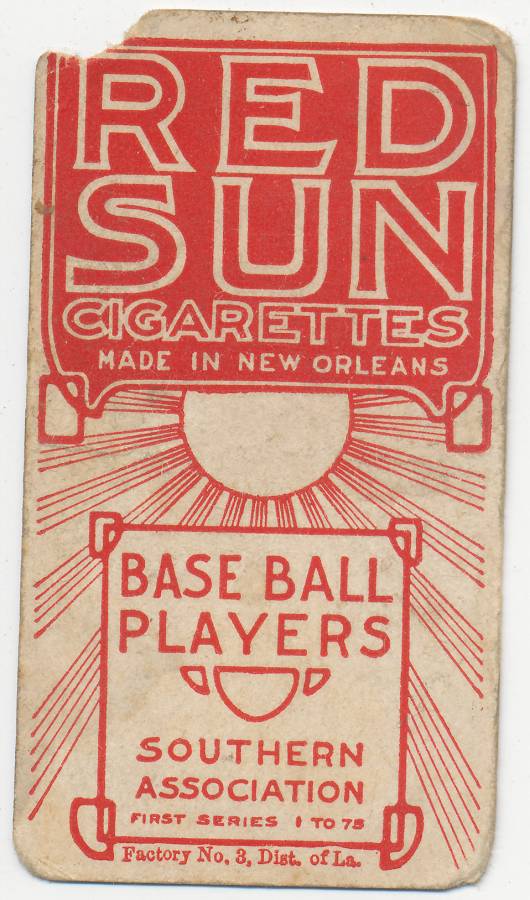 RED
SUN
CIGARETTES
MADE IN NEW ORLEANS
BASE BALL
PLAYERS
SOUTHERN
ASSOCIATION
FIRST SERIES 1 TO 75
Factory No. 3, Dist. of La.